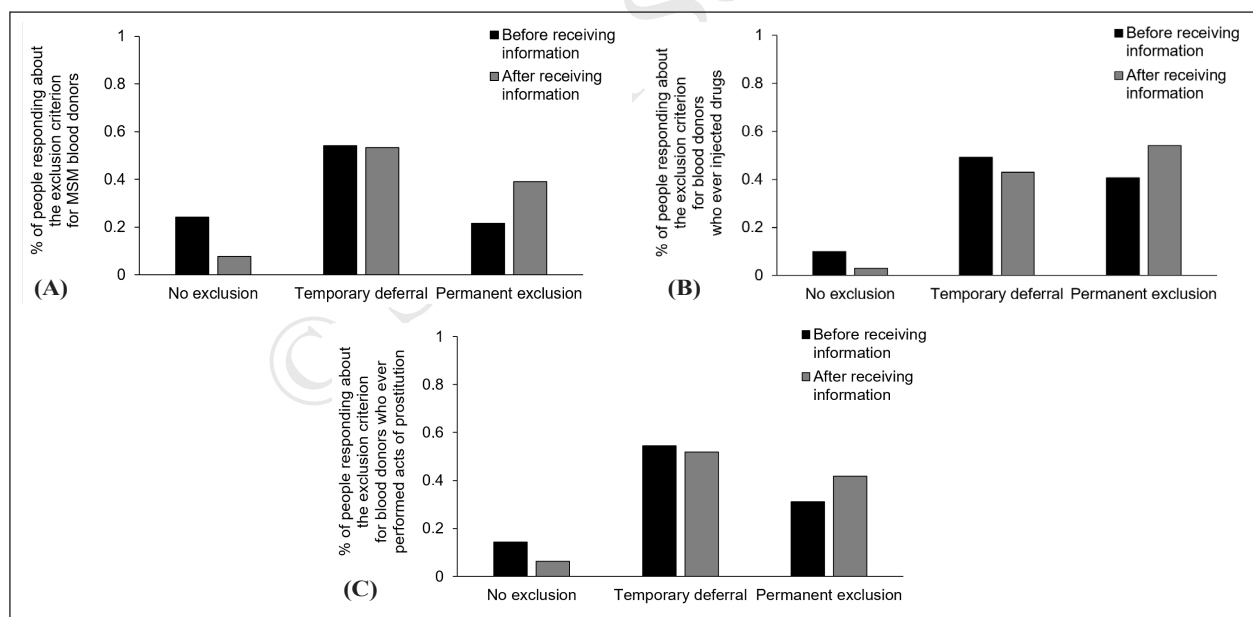 % of people responding about
the exclusion criterion
for MSM blood donors
1
0.8
0.6
0.4
0.2
0
Before receiving
information
After receiving
information
No exclusion
Temporary deferral
Permanent exclusion
(A)
% of people responding about
the exclusion criterion
for blood donors
who ever injected drugs
1
0.8
0.6
0.4
0.2
0
Before receiving
information
After receiving
information
No exclusion
Temporary deferral
Permanent exclusion
(B)
% of people responding about
the exclusion criterion
for blood donors who ever
performed acts of prostitution
1
0.8
0.6
0.4
0.2
0
Before receiving
information
After receiving
information
No exclusion
Temporary deferral
Permanent exclusion
(C)
©